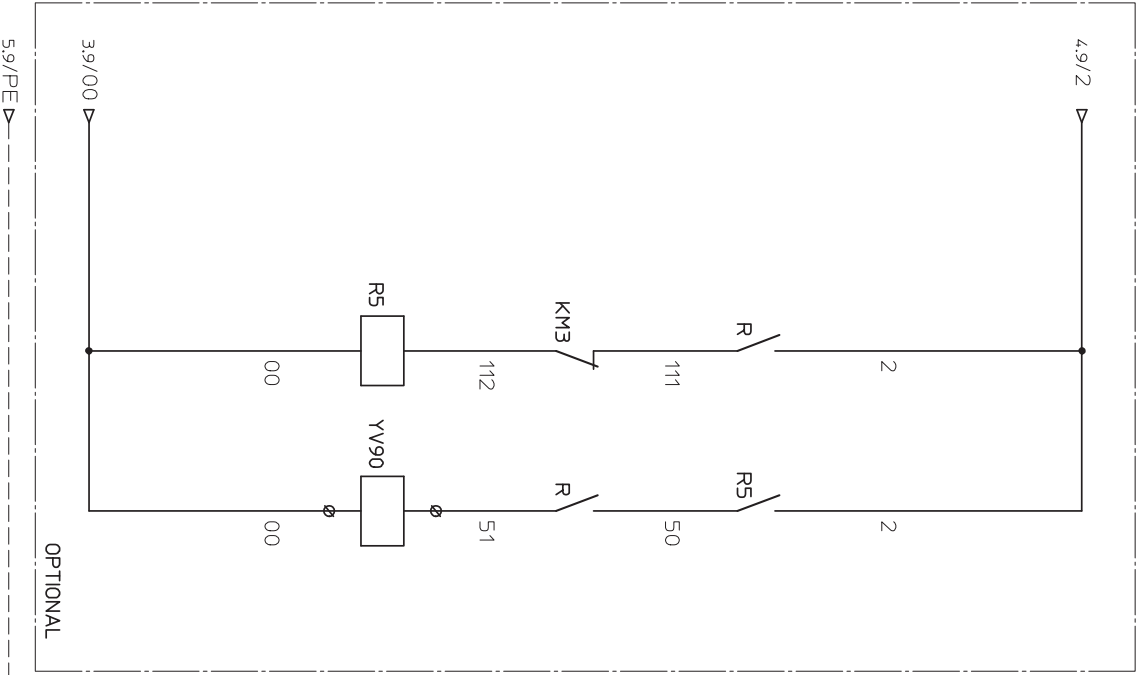 4.9/2
3.9/00
5.9/PE
2
R
111
KM3
112
R5
00
2
R5
50
R
51
YV90
00
OPTIONAL